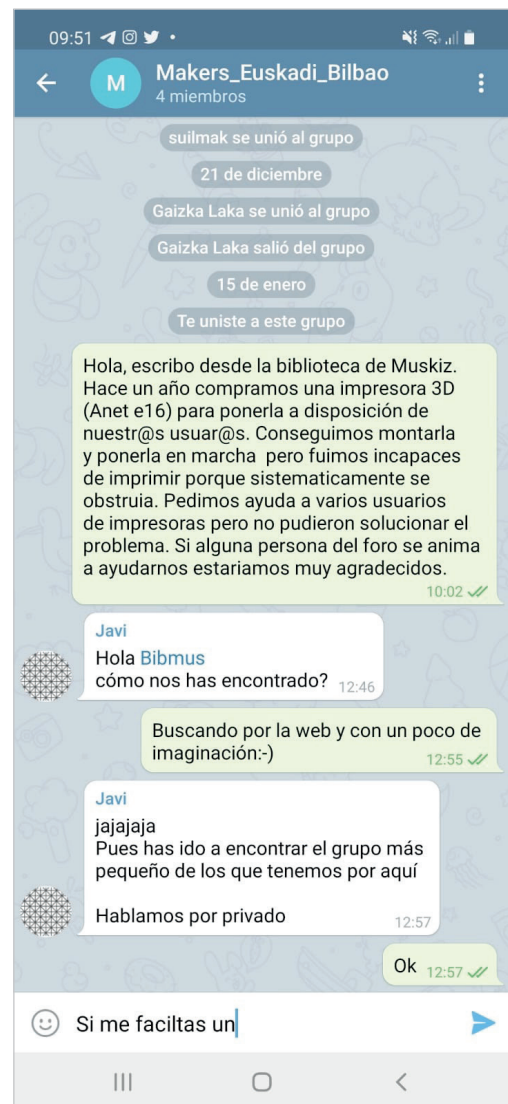 09:51
M
Makers_Euskadi_Bilbao
4 miembros
suilmak se unió al grupo
21 de diciembre
Gaizka Laka se unió al grupo
Gaizka Laka salió del grupo
15 de enero
Te uniste a este grupo
Hola, escribo desde la biblioteca de Muskiz.
Hace un año compramos una impresora 3D
(Anet e16) para ponerla a disposición de
nuestr@s usuar@s. Conseguimos montarla
y ponerla en marcha pero fuimos incapaces
de imprimir porque sistematicamente se
obstruia. Pedimos ayuda a varios usuarios
de impresoras pero no pudieron solucionar el
problema. Si alguna persona del foro se anima
a ayudarnos estariamos muy agradecidos.
10:02
Javi
Hola Bibmus
cómo nos has encontrado? 12:46
Buscando por la web y con un poco de
imaginación:-) 12:55
Javi
jajajaja
Pues has ido a encontrar el grupo más
pequeño de los que tenemos por aquí
Hablamos por privado 12:57
Ok 12:57
Si me faciltas un